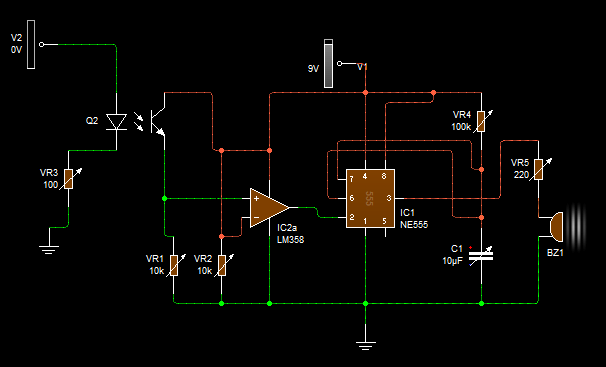 V2
0V
9V
V1
Q2
VR4
100k
VR3
100
7
4
8
6
555
3
2
1
5
VR5
220
IC1
NE555
IC2a
LM358
BZ1
VR1
10k
VR2
10k
C1
10µF